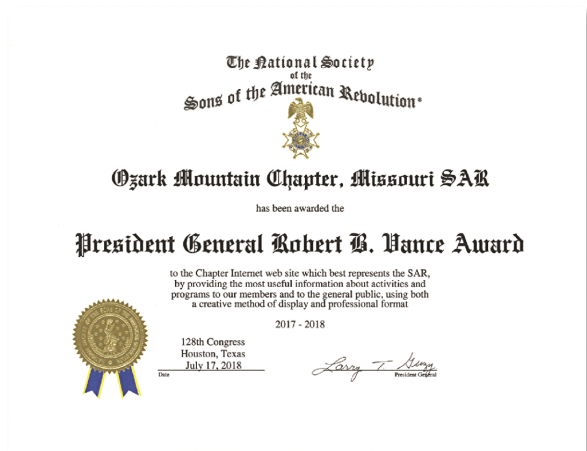 The National Society
of the
Sons of the American Revolution®
Ozark Mountain Chapter, Missouri SAR
has been awarded the
President General Robert B. Vance Award
to the Chapter Internet web site which best represents the SAR,
by providing the most useful information about activities and
programs to our members and to the general public, using both
a creative method of display and professional format
2017 - 2018
128th Congress
Houston, Texas
July 17, 2018
Date
Larry T. Guzy
President General